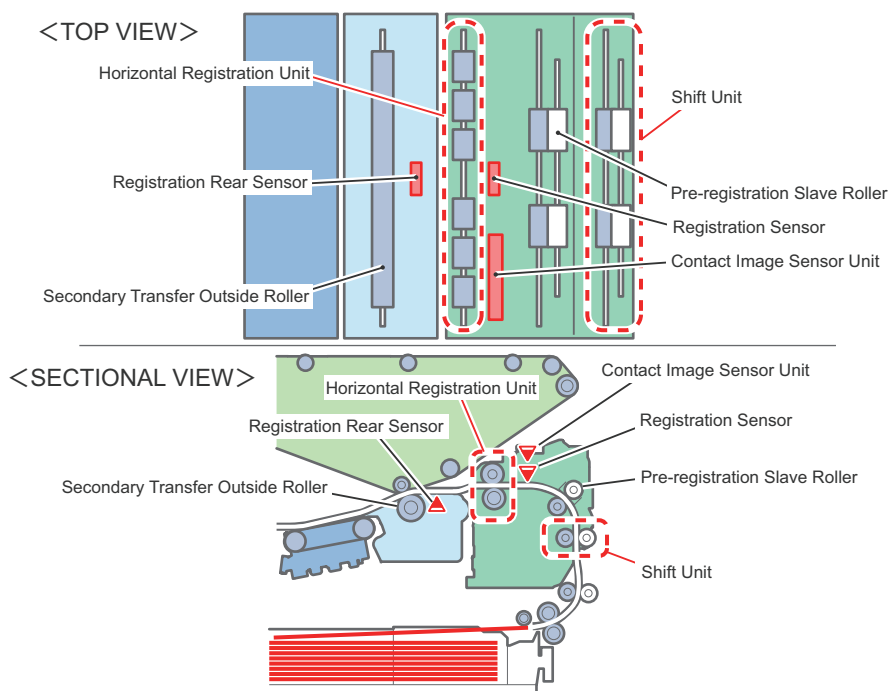 <TOP VIEW>
Horizontal Registration Unit
Shift Unit
Registration Rear Sensor
Pre-registration Slave Roller
Registration Sensor
Contact Image Sensor Unit
Secondary Transfer Outside Roller
<SECTIONAL VIEW>
Contact Image Sensor Unit
Horizontal Registration Unit
Registration Sensor
Registration Rear Sensor
Pre-registration Slave Roller
Secondary Transfer Outside Roller
Shift Unit